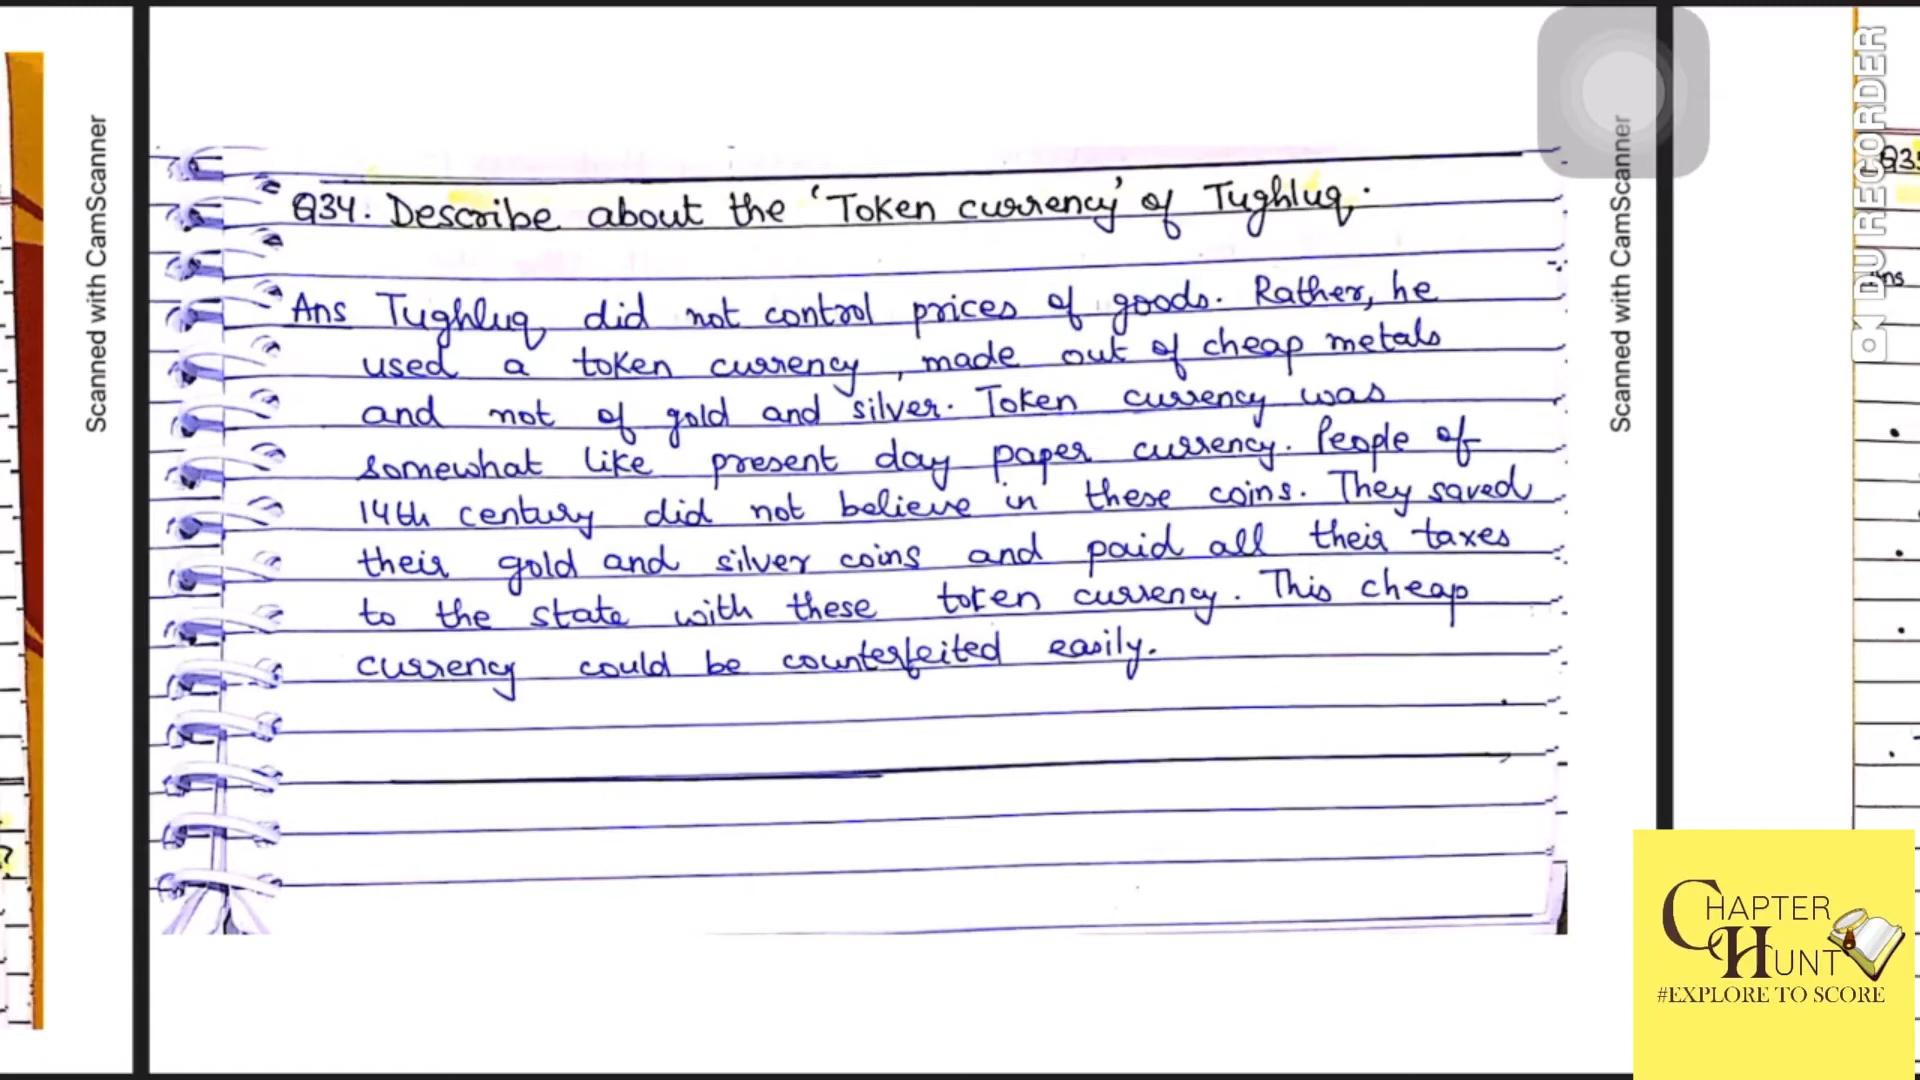 Scanned with CamScanner
Q34. Describe about the 'Token currency' of Tughluq.
Ans Tughluq did not control prices of goods. Rather, he
used a token currency, made out of cheap metals
and not of gold and silver. Token currency was
somewhat like present day paper currency. People of
14th century did not believe in these coins. They saved
their gold and silver coins and paid all their taxes
to the state with these token currency. This cheap
currency could be counterfeited easily.
Scanned with CamScanner
DU RECORDER
Q35
Ans
?
CHAPTER
HUNT
#EXPLORE TO SCORE